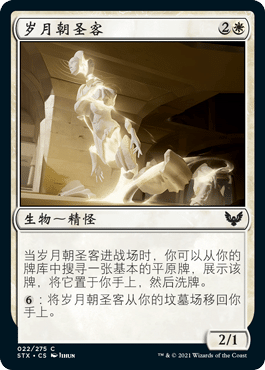 岁月朝圣客 2
生物～精怪
当岁月朝圣客进战场时，你可以从你的
牌库中搜寻一张基本的平原牌，展示该
牌，将它置于你手上，然后洗牌。
6：将岁月朝圣客从你的坟墓场移回你
手上。
2/1
022/275 C
STX • CS LIIUN
™ & © 2021 Wizards of the Coast